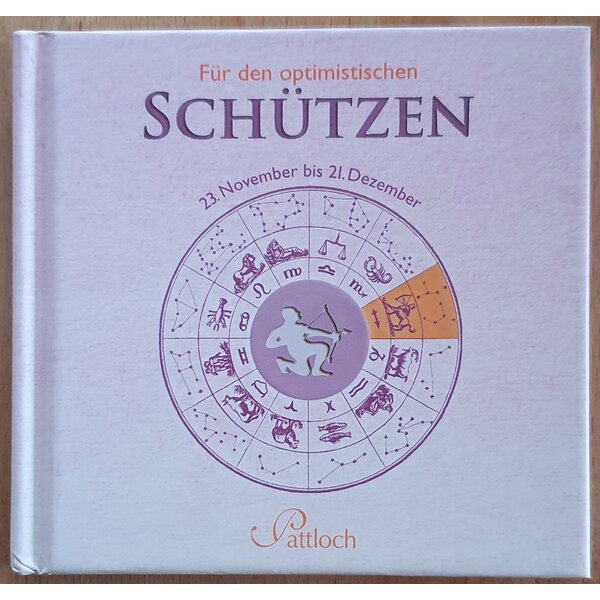 Für den optimistischen
SCHÜTZEN
23. November bis 21. Dezember
Pattloch